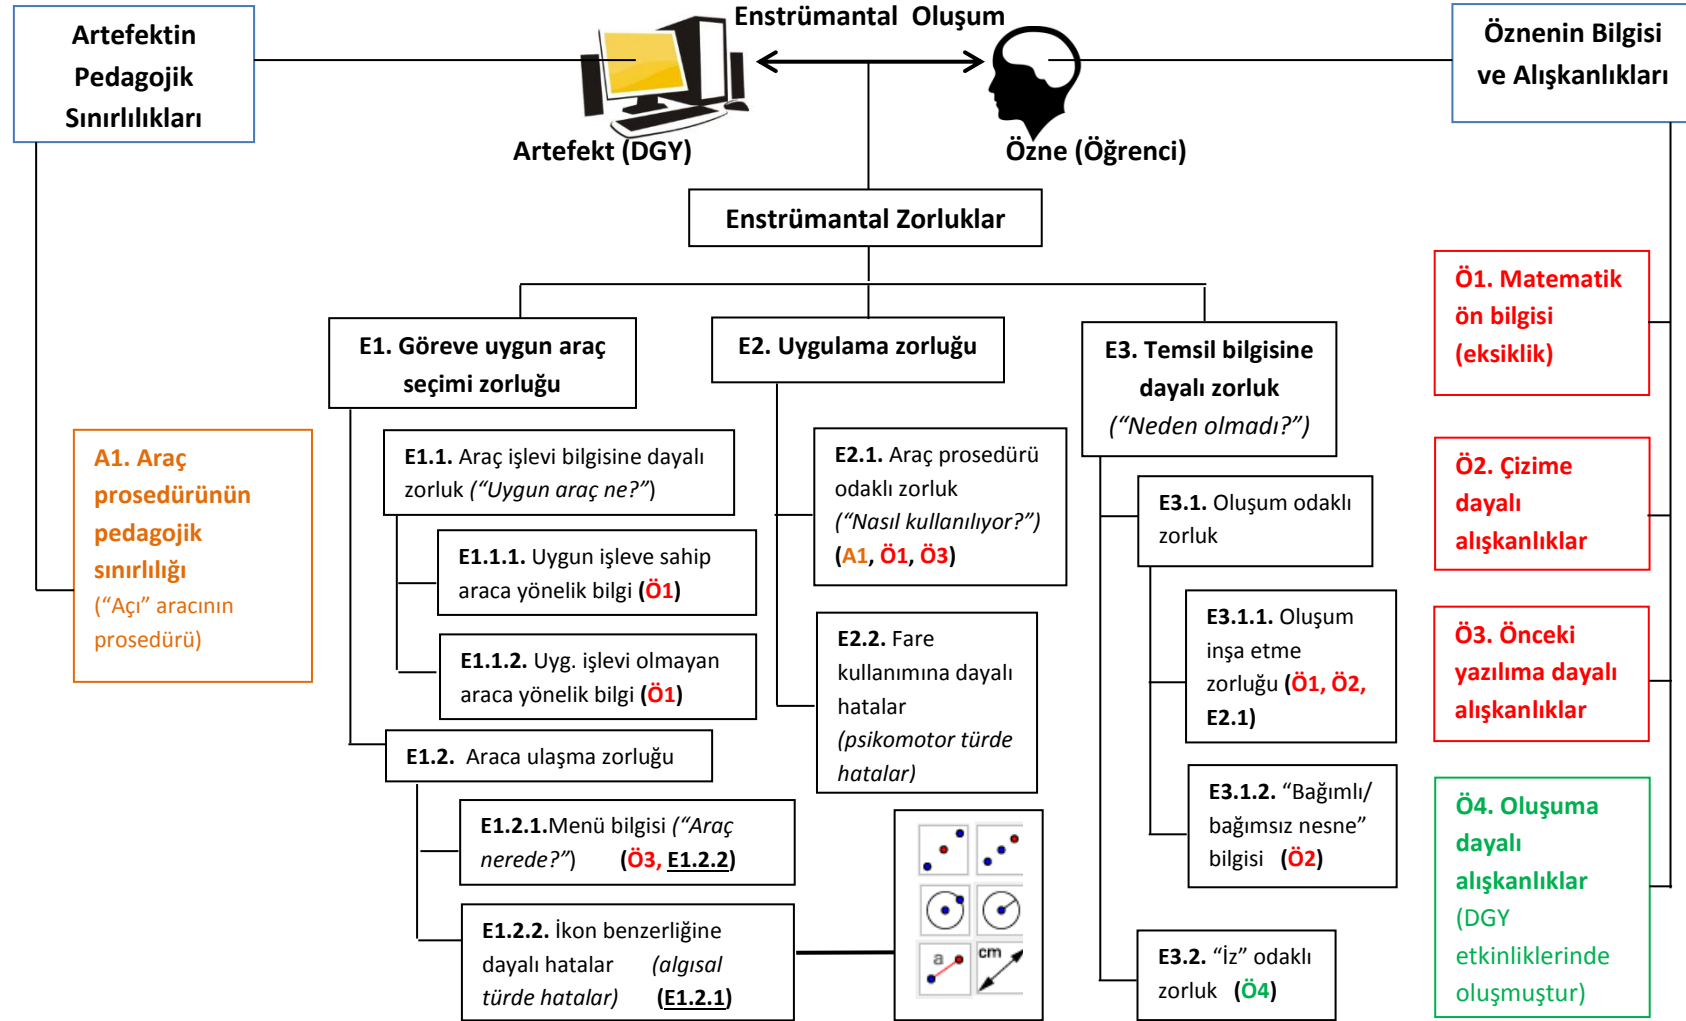 Enstrümantal Oluşum
Artefektin
Pedagojik
Sınırlılıkları
Öznenin Bilgisi
ve Alışkanlıkları
Artefekt (DGY)
Özne (Öğrenci)
Enstrümantal Zorluklar
E1. Göreve uygun araç
seçimi zorluğu
E2. Uygulama zorluğu
E3. Temsil bilgisine
dayalı zorluk
(“Neden olmadı?”)
A1. Araç
prosedürünün
pedagojik
sınırlılığı
(“Açı” aracının
prosedürü)
E1.1. Araç işlevi bilgisine dayalı
zorluk (“Uygun araç ne?”)
E1.1.1. Uygun işleve sahip
araca yönelik bilgi (Ö1)
E1.1.2. Uyg. işlevi olmayan
araca yönelik bilgi (Ö1)
E1.2. Araca ulaşma zorluğu
E1.2.1.Menü bilgisi (“Araç
nerede?”) (Ö3, E1.2.2)
E1.2.2. İkon benzerliğine
dayalı hatalar (algısal
türde hatalar) (E1.2.1)
E2.1. Araç prosedürü
odaklı zorluk
(“Nasıl kullanılıyor?”)
(A1, Ö1, Ö3)
E2.2. Fare
kullanımına dayalı
hatalar
(psikomotor türde
hatalar)
a
cm
E3.1. Oluşum odaklı
zorluk
E3.1.1. Oluşum
inşa etme
zorluğu (Ö1, Ö2,
E2.1)
E3.1.2. “Bağımlı/
bağımsız nesne”
bilgisi (Ö2)
E3.2. “İz” odaklı
zorluk (Ö4)
Ö1. Matematik
ön bilgisi
(eksiklik)
Ö2. Çizime
dayalı
alışkanlıklar
Ö3. Önceki
yazılıma dayalı
alışkanlıklar
Ö4. Oluşuma
dayalı
alışkanlıklar
(DGY
etkinliklerinde
oluşmuştur)